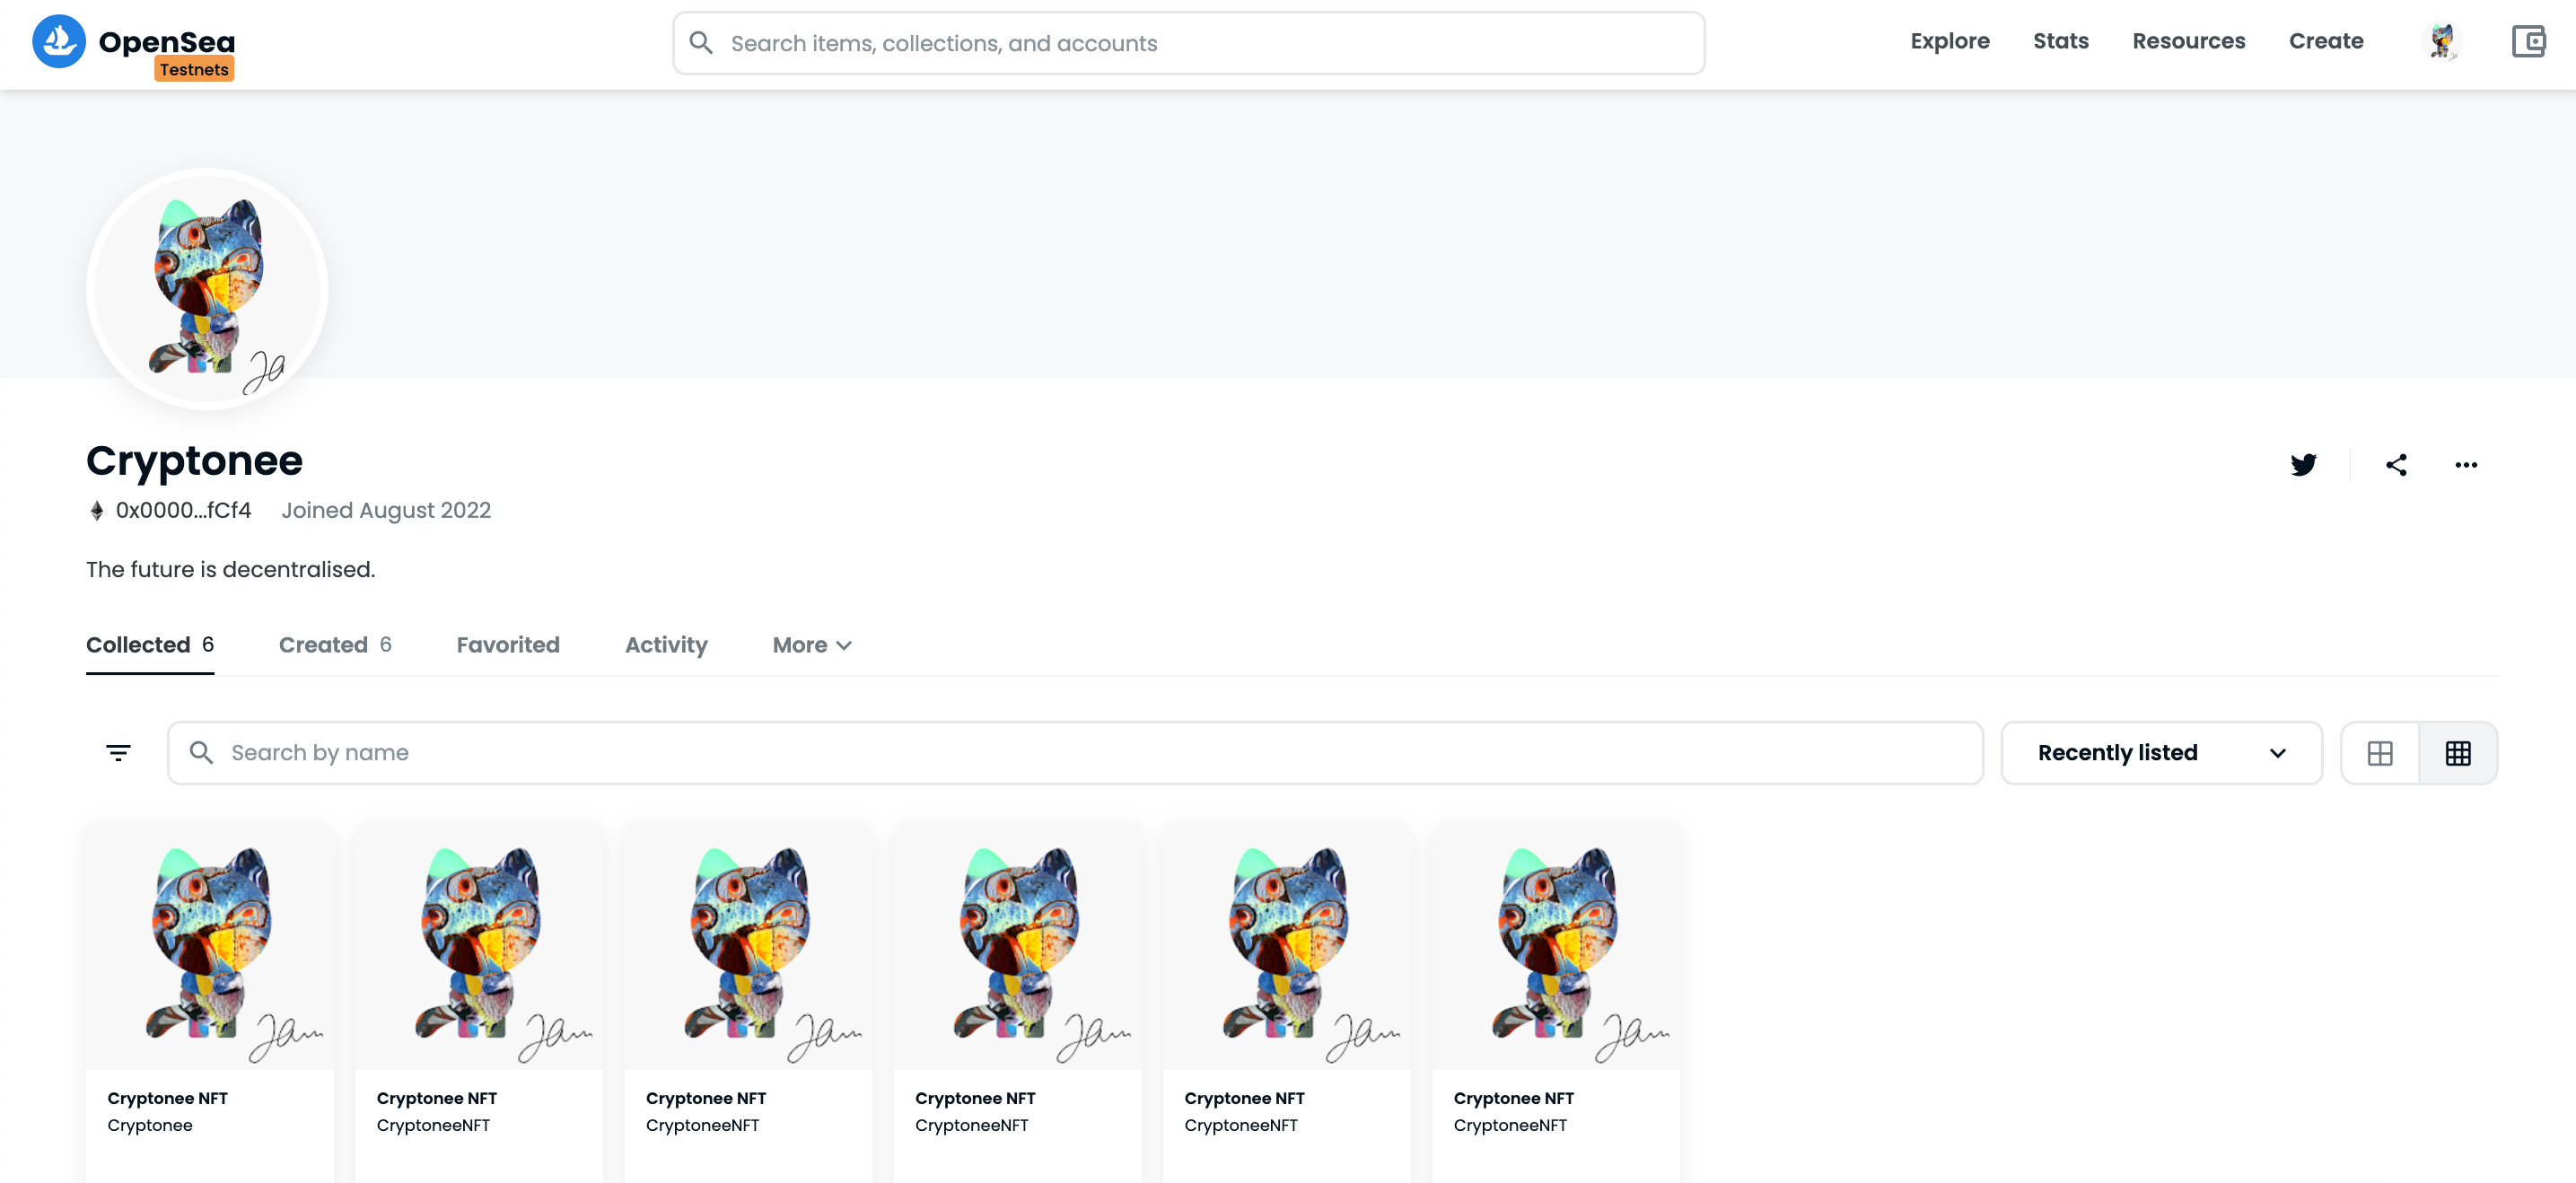 OpenSea
Testnets
Search items, collections, and accounts
Explore Stats Resources Create
Cryptonee
0x0000...fCf4 Joined August 2022
The future is decentralised.
Collected 6 Created 6 Favorited Activity More
Search by name
Recently listed
Cryptonee NFT Cryptonee NFT Cryptonee NFT Cryptonee NFT Cryptonee NFT Cryptonee NFT
Cryptonee CryptoneeNFT CryptoneeNFT CryptoneeNFT CryptoneeNFT CryptoneeNFT